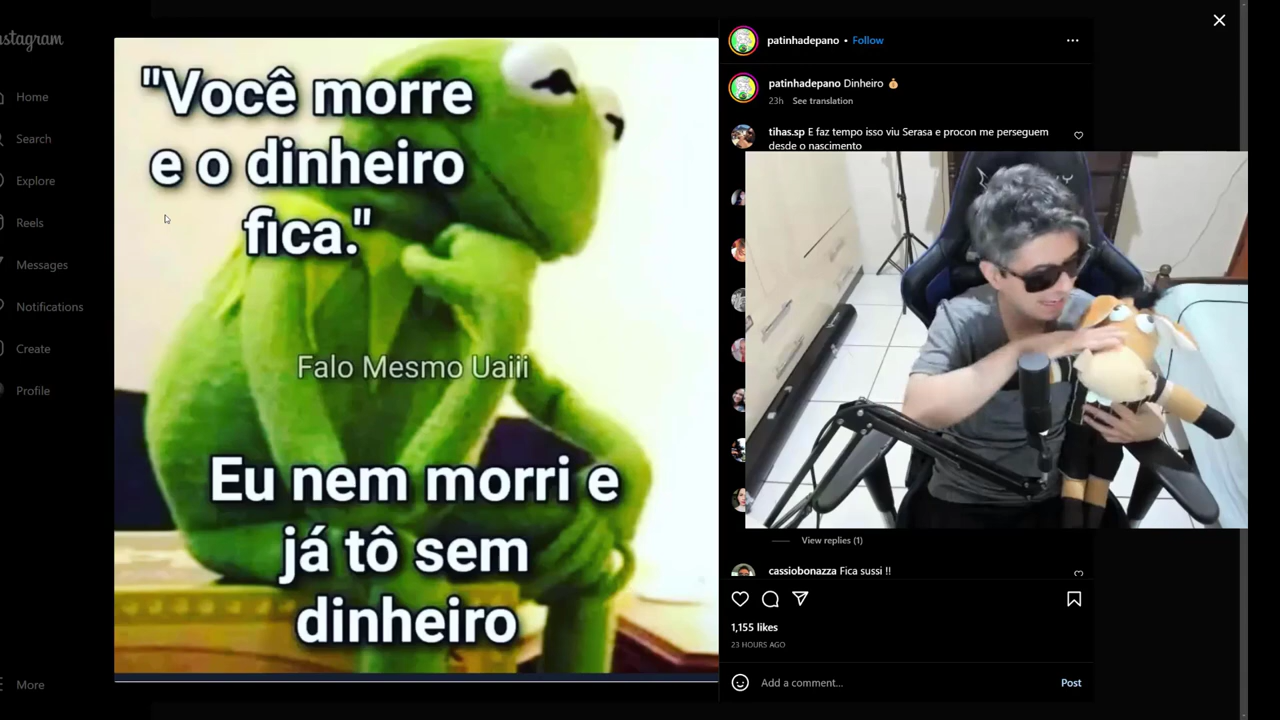 nstagram
Home
Search
Explore
Reels
Messages
Notifications
Create
Profile
More
"Você morre
e o dinheiro
fica."
Falo Mesmo Uaiii
Eu nem morri e
já tô sem
dinheiro
patinhadepano • Follow
patinhadepano Dinheiro 💰
23h See translation
tihas.sp E faz tempo isso viu Serasa e procon me perseguem
desde o nascimento
View replies (1)
cassiobonazza Fica sussi !!
1,155 likes
23 HOURS AGO
Add a comment...
Post